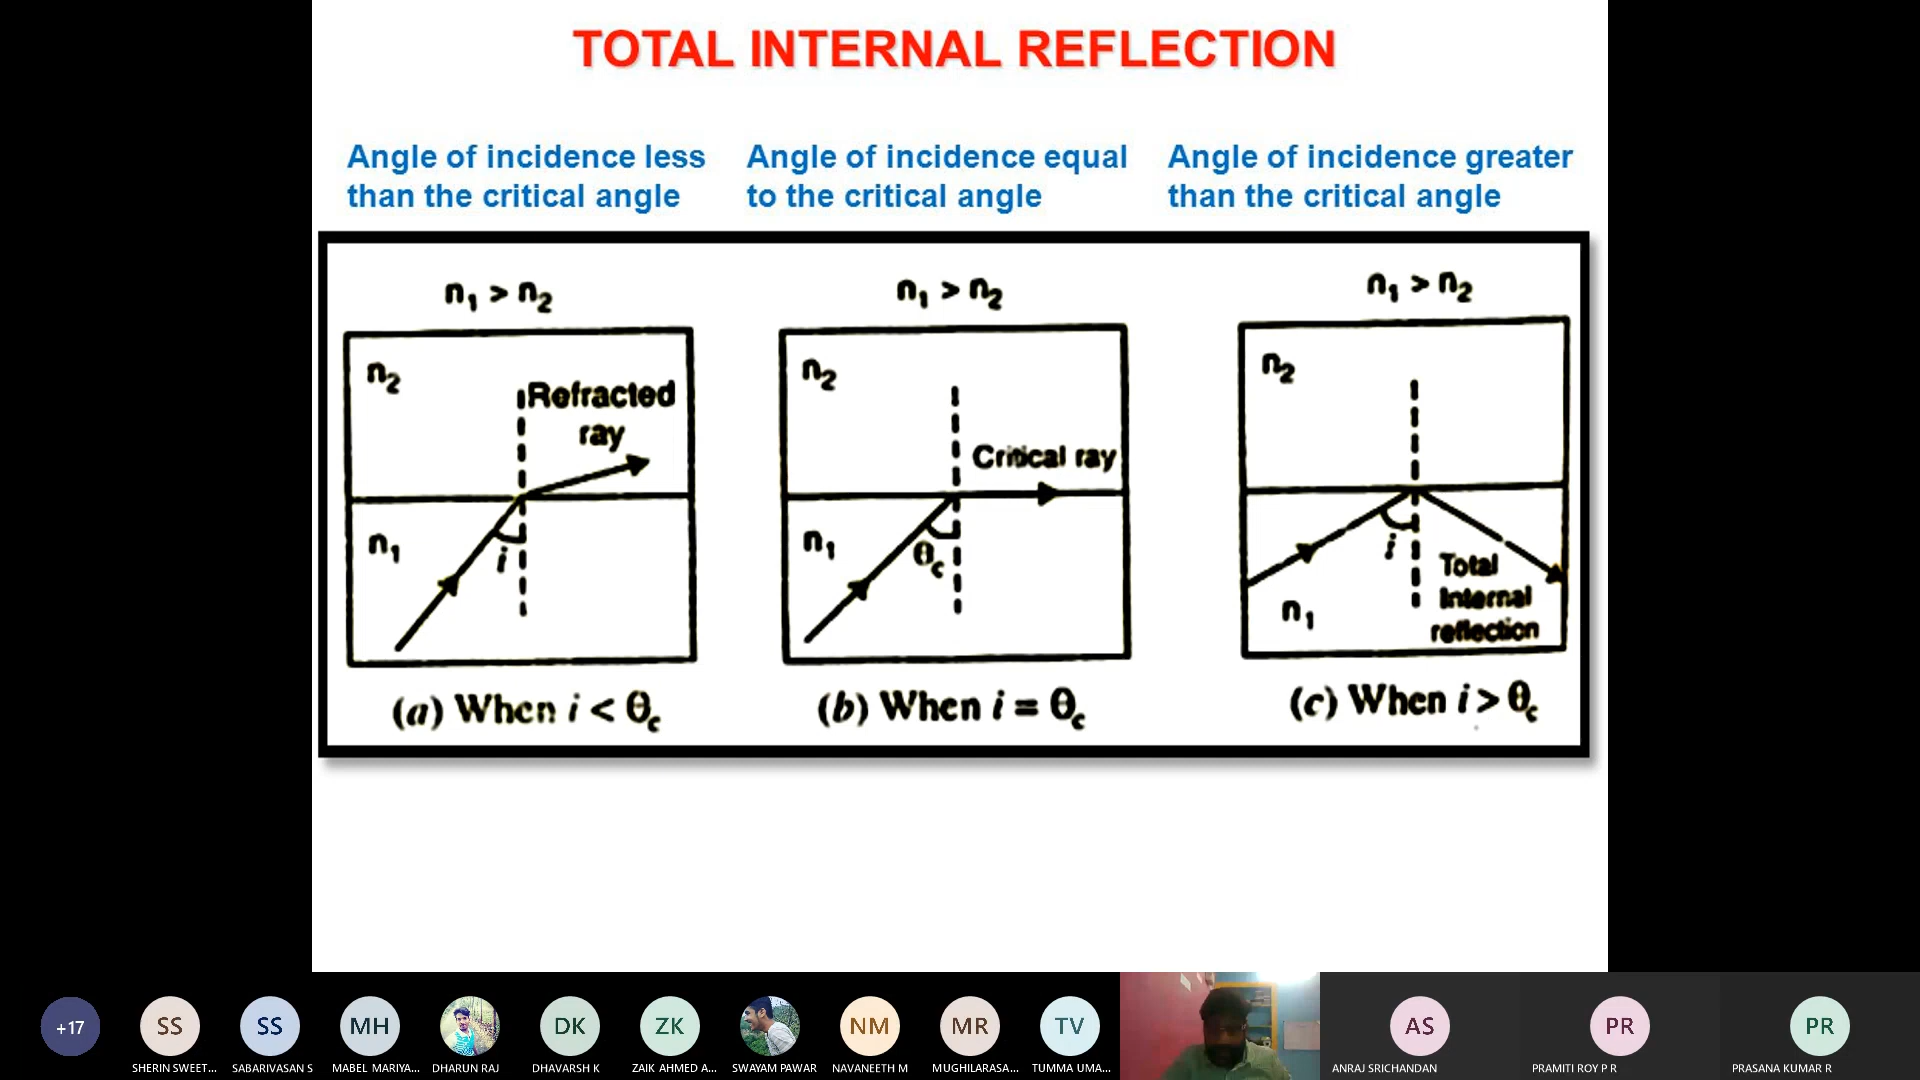 TOTAL INTERNAL REFLECTION
Angle of incidence less
than the critical angle
Angle of incidence equal
to the critical angle
Angle of incidence greater
than the critical angle
n₁ > n₂
n₂
Refracted
ray
n₁
i
(a) When i < θc
n₁ > n₂
n₂
Critical ray
n₁
θc
(b) When i = θc
n₁ > n₂
n₂
i
n₁
Total
Internal
reflection
(c) When i > θc
+17
SS
SHERIN SWEET...
SS
SABARIVASAN S
MH
MABEL MARIYA...
DHARUN RAJ
DK
DHAVARSH K
ZK
ZAIK AHMED A...
SWAYAM PAWAR
NM
NAVANEETH M
MR
MUGHILARASA...
TV
TUMMA UMA...
AS
ANRAJ SRICHANDAN
PR
PRAMITI ROY P R
PR
PRASANA KUMAR R